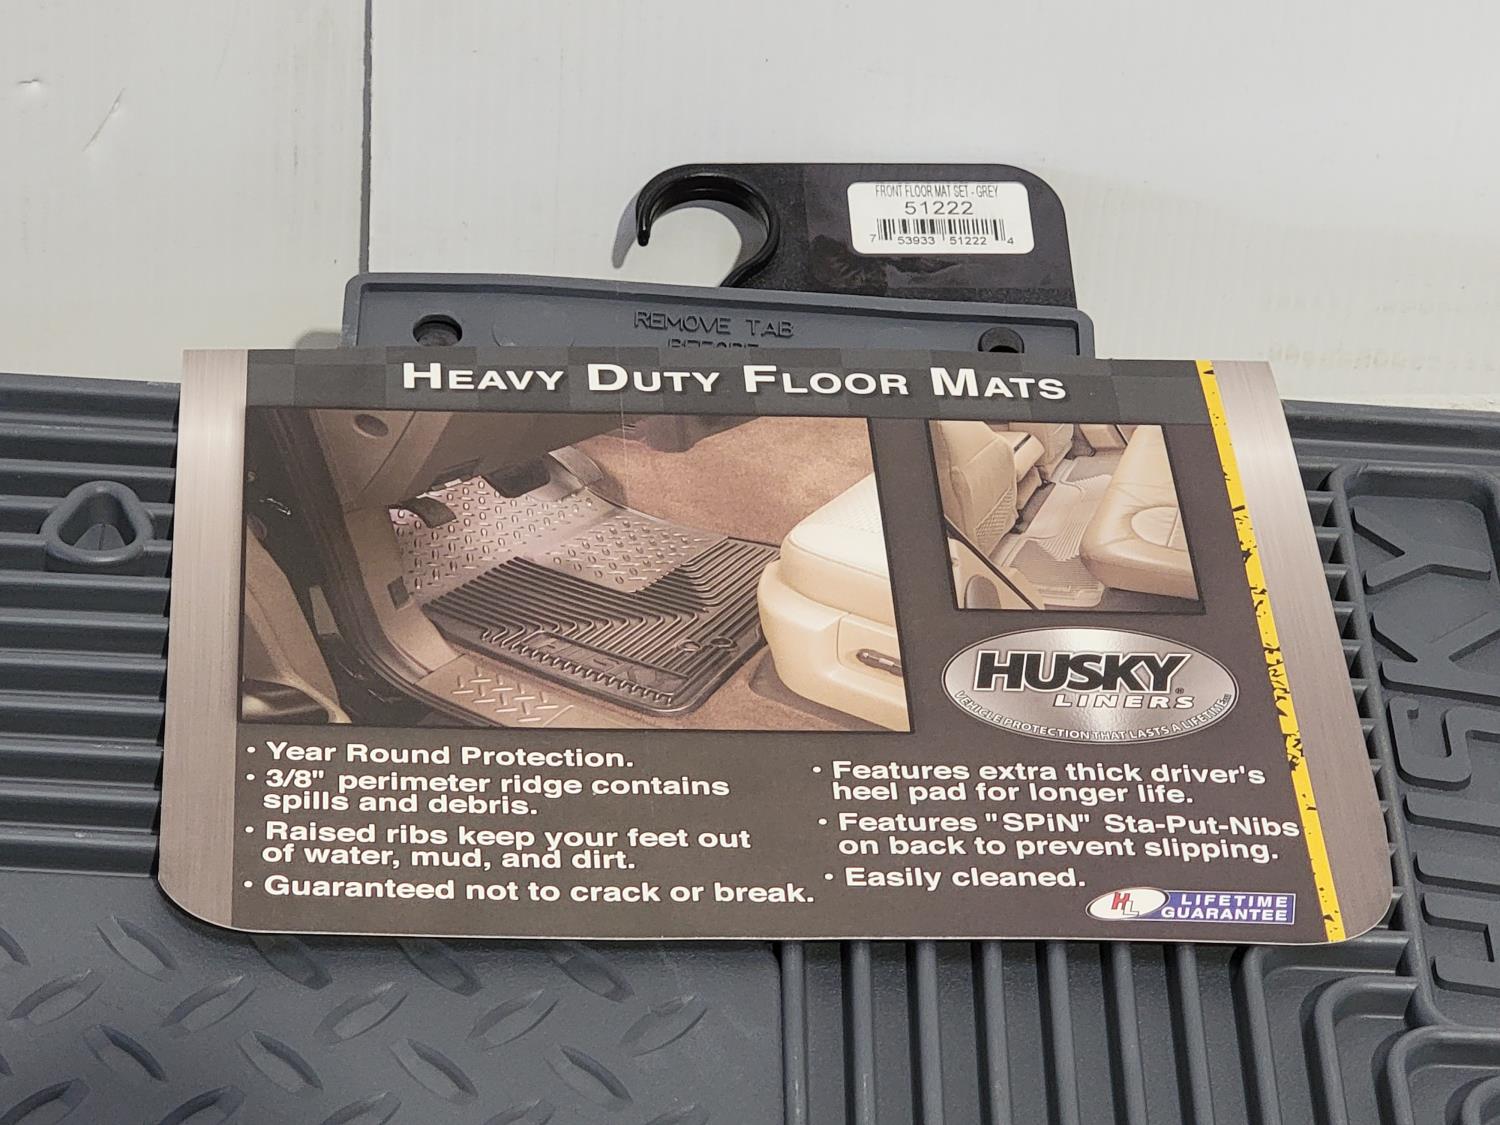 FRONT FLOOR MAT SET - GREY
51222
7 53933 51222 4
REMOVE TAB
BEFORE
HEAVY DUTY FLOOR MATS
HUSKY
LINERS
VEHICLE PROTECTION THAT LASTS A LIFETIME
• Year Round Protection.
• 3/8" perimeter ridge contains
spills and debris.
• Raised ribs keep your feet out
of water, mud, and dirt.
• Guaranteed not to crack or break.
• Features extra thick driver's
heel pad for longer life.
• Features "SPiN" Sta-Put-Nibs
on back to prevent slipping.
• Easily cleaned.
HL LIFETIME
GUARANTEE
HUSKY